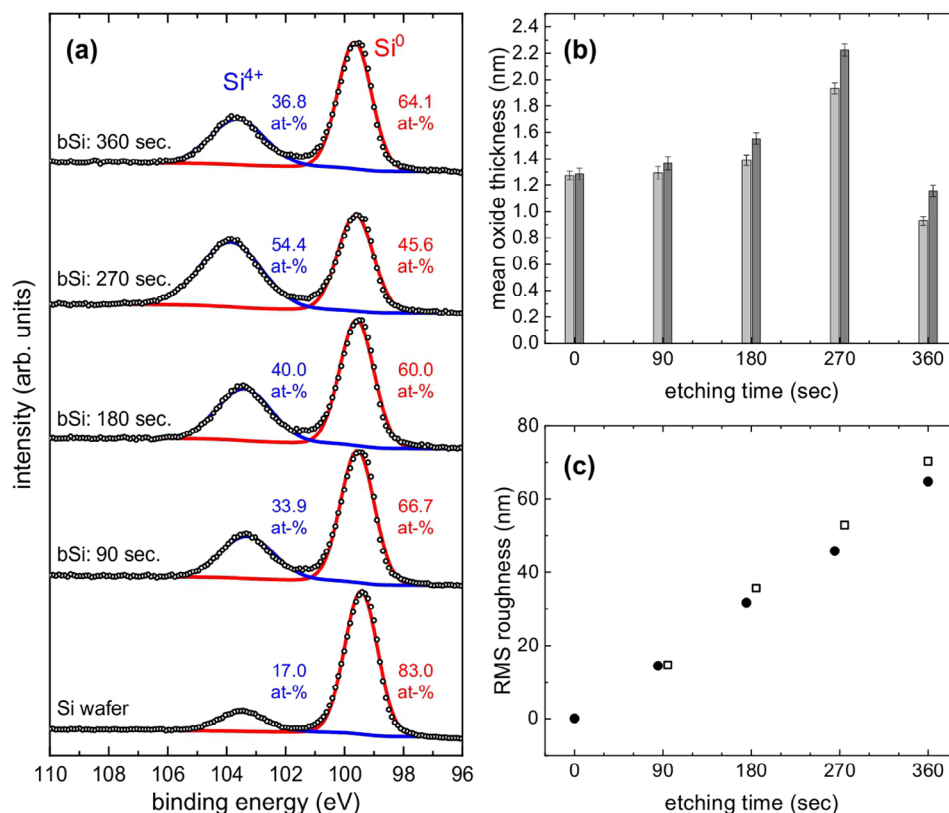 (a)
Si⁰
Si⁴⁺
36.8
at-%
64.1
at-%
bSi: 360 sec.
54.4
at-%
45.6
at-%
bSi: 270 sec.
40.0
at-%
60.0
at-%
bSi: 180 sec.
33.9
at-%
66.7
at-%
bSi: 90 sec.
17.0
at-%
83.0
at-%
Si wafer
intensity (arb. units)
110 108 106 104 102 100 98 96
binding energy (eV)
(b)
mean oxide thickness (nm)
2.4
2.2
2.0
1.8
1.6
1.4
1.2
1.0
0.8
0.6
0.4
0.2
0.0
0 90 180 270 360
etching time (sec)
(c)
RMS roughness (nm)
80
60
40
20
0
0 90 180 270 360
etching time (sec)